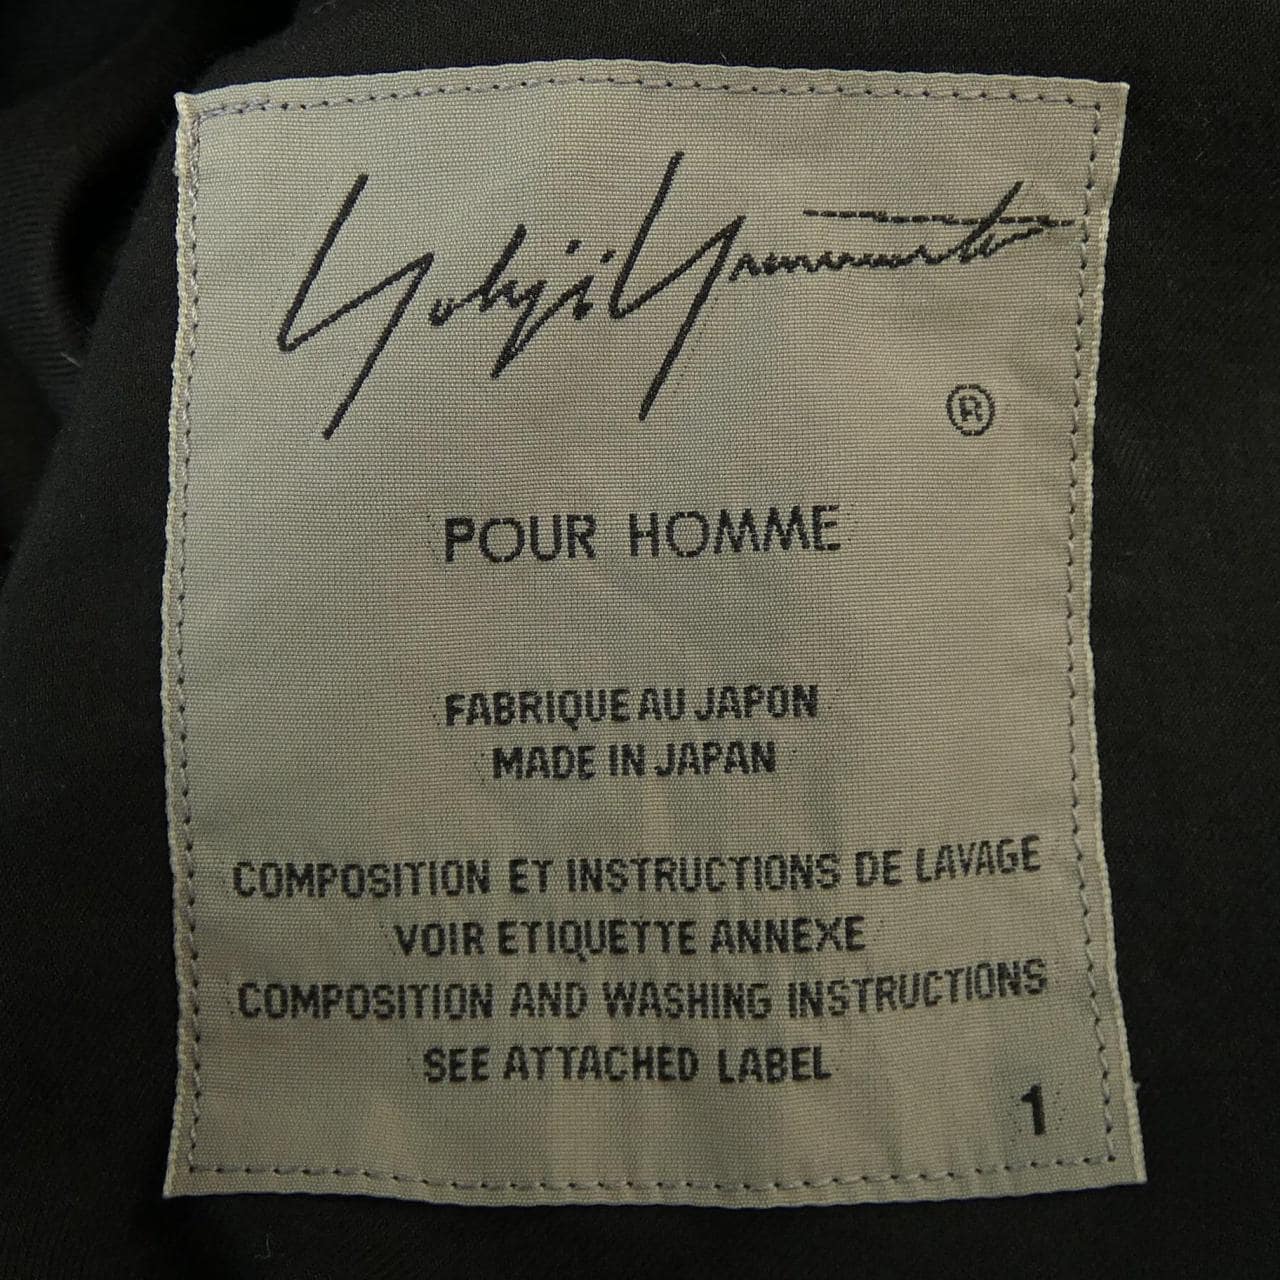 Yohji Yamamoto
®
POUR HOMME
FABRIQUE AU JAPON
MADE IN JAPAN
COMPOSITION ET INSTRUCTIONS DE LAVAGE
VOIR ETIQUETTE ANNEXE
COMPOSITION AND WASHING INSTRUCTIONS
SEE ATTACHED LABEL
1